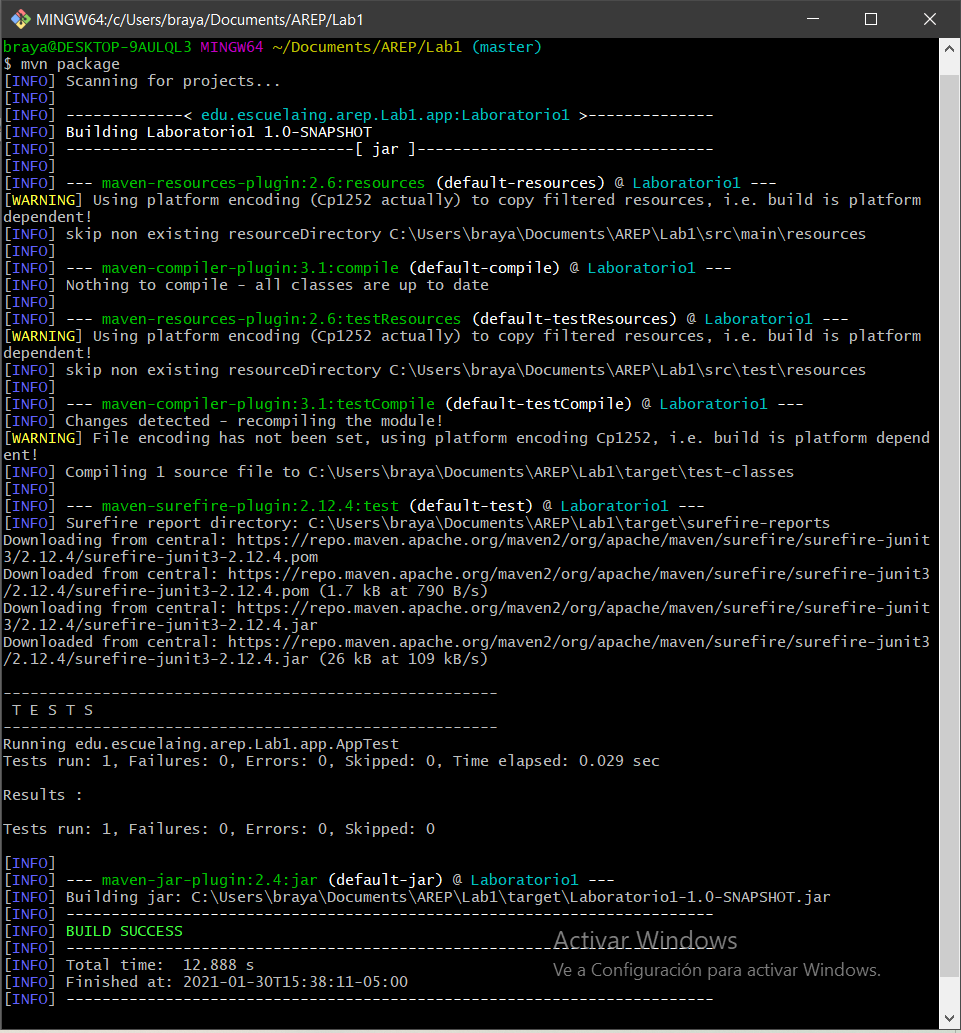 MINGW64:/c/Users/braya/Documents/AREP/Lab1
braya@DESKTOP-9AULQL3 MINGW64 ~/Documents/AREP/Lab1 (master)
$ mvn package
[INFO] Scanning for projects...
[INFO]
[INFO] -------------< edu.escuelaing.arep.Lab1.app:Laboratorio1 >--------------
[INFO] Building Laboratorio1 1.0-SNAPSHOT
[INFO] --------------------------------[ jar ]---------------------------------
[INFO]
[INFO] --- maven-resources-plugin:2.6:resources (default-resources) @ Laboratorio1 ---
[WARNING] Using platform encoding (Cp1252 actually) to copy filtered resources, i.e. build is platform
dependent!
[INFO] skip non existing resourceDirectory C:\Users\braya\Documents\AREP\Lab1\src\main\resources
[INFO]
[INFO] --- maven-compiler-plugin:3.1:compile (default-compile) @ Laboratorio1 ---
[INFO] Nothing to compile - all classes are up to date
[INFO]
[INFO] --- maven-resources-plugin:2.6:testResources (default-testResources) @ Laboratorio1 ---
[WARNING] Using platform encoding (Cp1252 actually) to copy filtered resources, i.e. build is platform
dependent!
[INFO] skip non existing resourceDirectory C:\Users\braya\Documents\AREP\Lab1\src\test\resources
[INFO]
[INFO] --- maven-compiler-plugin:3.1:testCompile (default-testCompile) @ Laboratorio1 ---
[INFO] Changes detected - recompiling the module!
[WARNING] File encoding has not been set, using platform encoding Cp1252, i.e. build is platform depend
ent!
[INFO] Compiling 1 source file to C:\Users\braya\Documents\AREP\Lab1\target\test-classes
[INFO]
[INFO] --- maven-surefire-plugin:2.12.4:test (default-test) @ Laboratorio1 ---
[INFO] Surefire report directory: C:\Users\braya\Documents\AREP\Lab1\target\surefire-reports
Downloading from central: https://repo.maven.apache.org/maven2/org/apache/maven/surefire/surefire-junit
3/2.12.4/surefire-junit3-2.12.4.pom
Downloaded from central: https://repo.maven.apache.org/maven2/org/apache/maven/surefire/surefire-junit3
/2.12.4/surefire-junit3-2.12.4.pom (1.7 kB at 790 B/s)
Downloading from central: https://repo.maven.apache.org/maven2/org/apache/maven/surefire/surefire-junit
3/2.12.4/surefire-junit3-2.12.4.jar
Downloaded from central: https://repo.maven.apache.org/maven2/org/apache/maven/surefire/surefire-junit3
/2.12.4/surefire-junit3-2.12.4.jar (26 kB at 109 kB/s)
-------------------------------------------------------
T E S T S
-------------------------------------------------------
Running edu.escuelaing.arep.Lab1.app.AppTest
Tests run: 1, Failures: 0, Errors: 0, Skipped: 0, Time elapsed: 0.029 sec
Results :
Tests run: 1, Failures: 0, Errors: 0, Skipped: 0
[INFO]
[INFO] --- maven-jar-plugin:2.4:jar (default-jar) @ Laboratorio1 ---
[INFO] Building jar: C:\Users\braya\Documents\AREP\Lab1\target\Laboratorio1-1.0-SNAPSHOT.jar
[INFO] ------------------------------------------------------------------------
[INFO] BUILD SUCCESS
[INFO] ------------------------------------------------------------------------
[INFO] Total time:  12.888 s
[INFO] Finished at: 2021-01-30T15:38:11-05:00
[INFO] ------------------------------------------------------------------------
Activar Windows
Ve a Configuración para activar Windows.